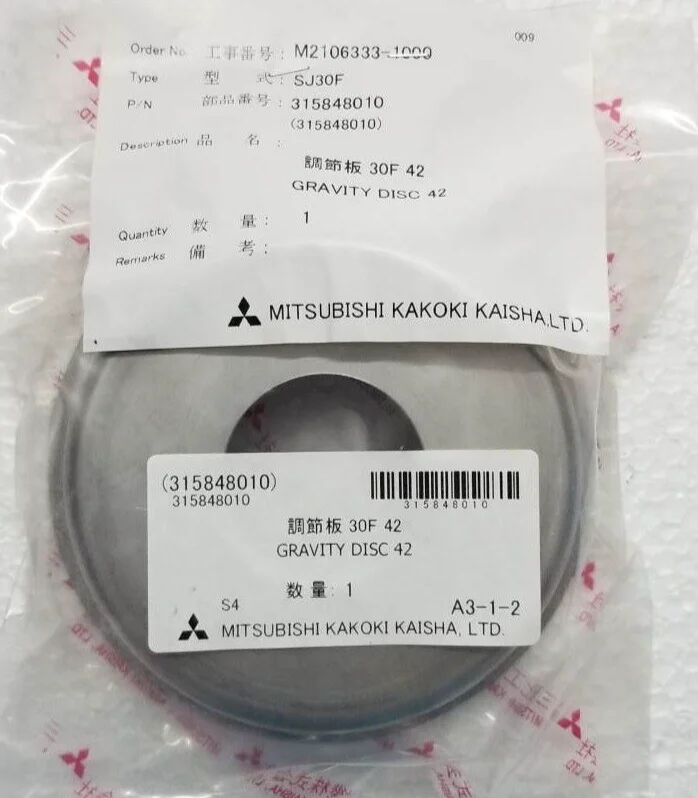 009
Order No. 工事番号: M2106333-1000
Type 型 式: SJ30F
P/N 部品番号: 315848010
(315848010)
Description 品 名:
調節板 30F 42
GRAVITY DISC 42
Quantity 数 量: 1
Remarks 備 考:
MITSUBISHI KAKOKI KAISHA,LTD.
(315848010)
315848010
315848010
調節板 30F 42
GRAVITY DISC 42
数量: 1
S4
A3-1-2
MITSUBISHI KAKOKI KAISHA, LTD.